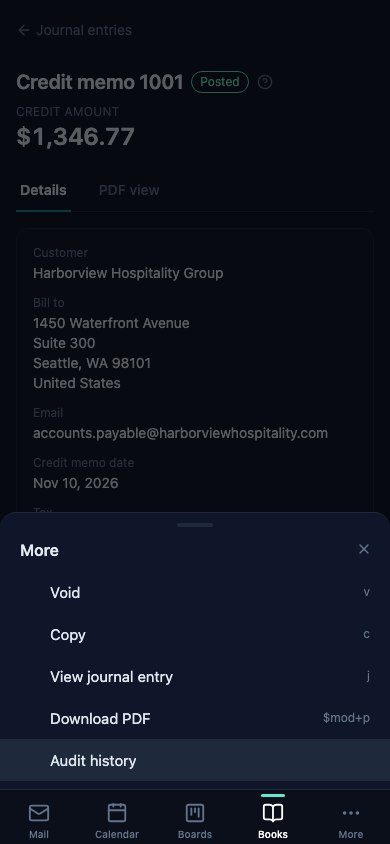 Journal entries
Credit memo 1001 Posted
CREDIT AMOUNT
$1,346.77
Details PDF view
Customer
Harborview Hospitality Group
Bill to
1450 Waterfront Avenue
Suite 300
Seattle, WA 98101
United States
Email
accounts.payable@harborviewhospitality.com
Credit memo date
Nov 10, 2026
More
Void v
Copy c
View journal entry j
Download PDF $mod+p
Audit history
Mail Calendar Boards Books More